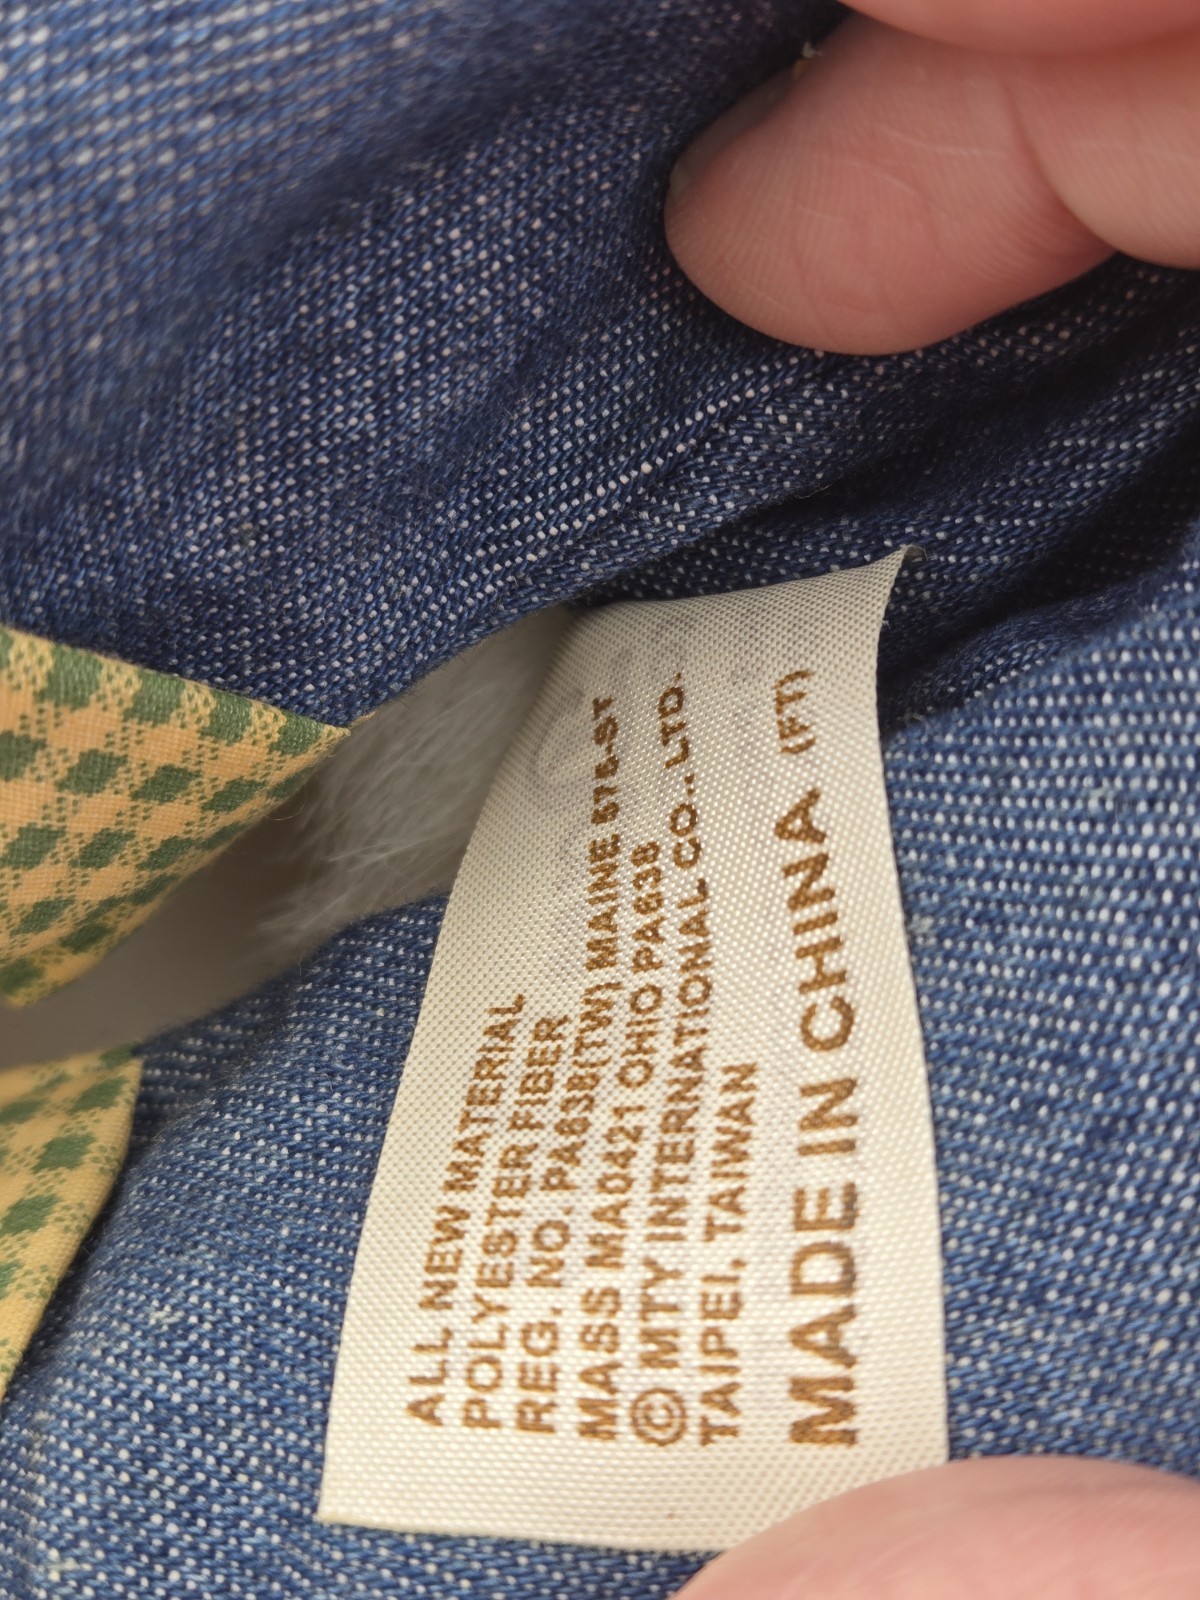 ALL NEW MATERIAL
POLYESTER FIBER
REG. NO. PA638(TW) MAINE 576-ST
MASS MA0421 OHIO PA638
© MTY INTERNATIONAL CO., LTD.
TAIPEI, TAIWAN
MADE IN CHINA (FT)